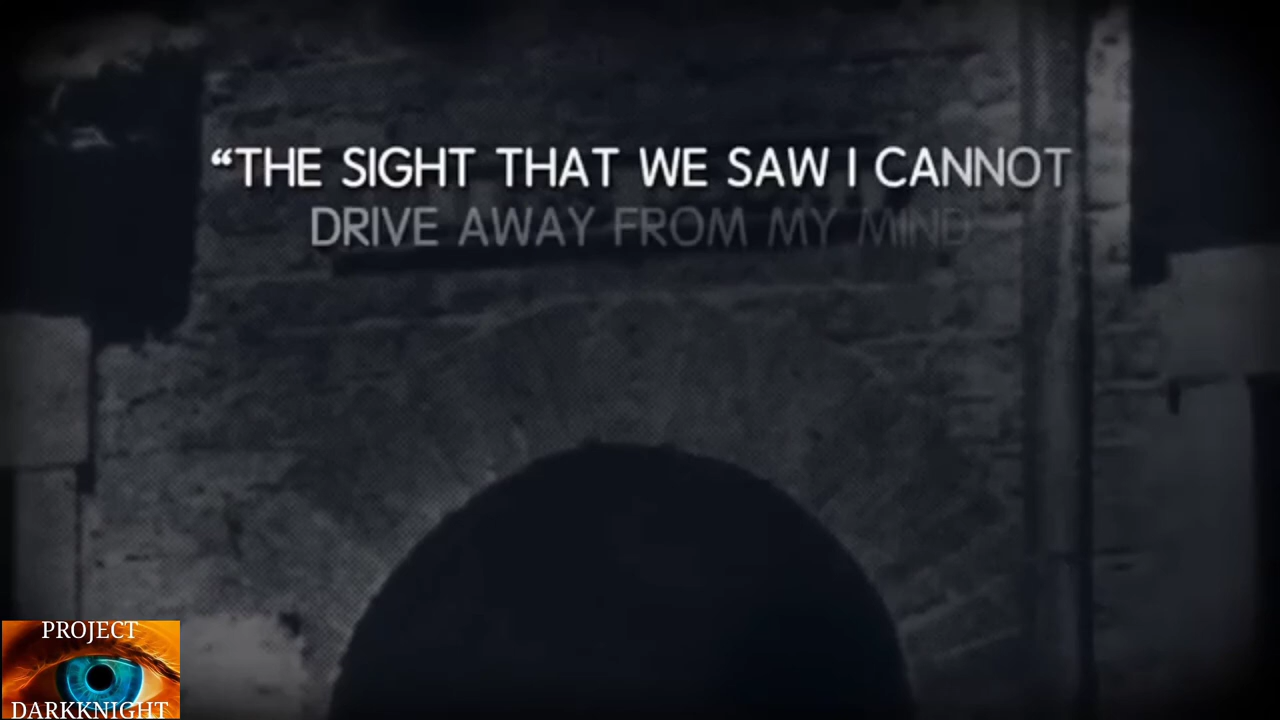 “THE SIGHT THAT WE SAW I CANNOT
DRIVE AWAY FROM MY MIND
PROJECT
DARKKNIGHT